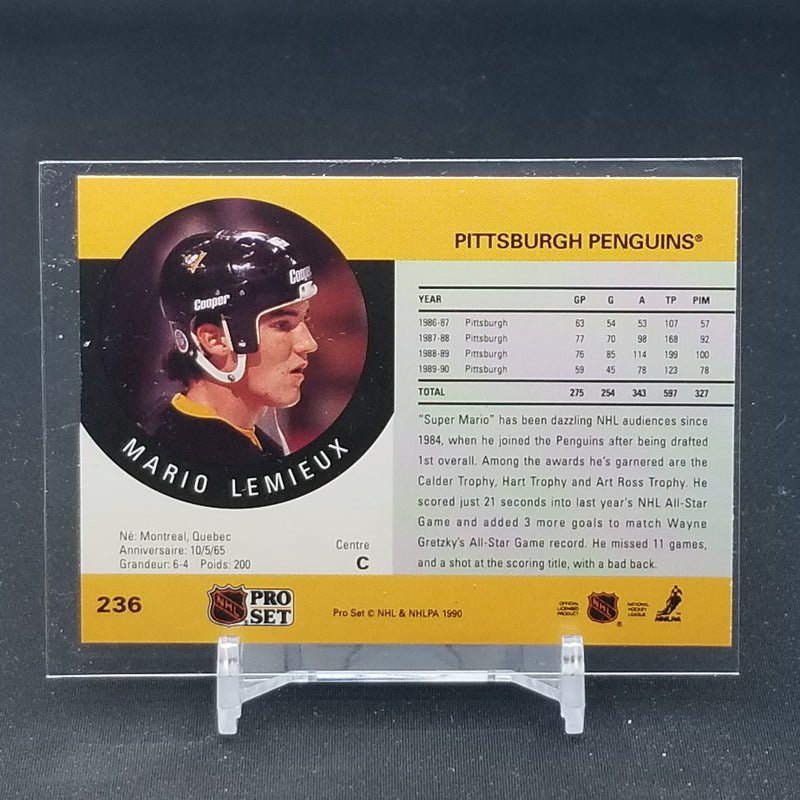 PITTSBURGH PENGUINS®
Cooper
Cooper
MARIO LEMIEUX
YEAR GP G A TP PIM
1986-87 Pittsburgh 63 54 53 107 57
1987-88 Pittsburgh 77 70 98 168 92
1988-89 Pittsburgh 76 85 114 199 100
1989-90 Pittsburgh 59 45 78 123 78
TOTAL 275 254 343 597 327
"Super Mario" has been dazzling NHL audiences since
1984, when he joined the Penguins after being drafted
1st overall. Among the awards he's garnered are the
Calder Trophy, Hart Trophy and Art Ross Trophy. He
scored just 21 seconds into last year's NHL All-Star
Game and added 3 more goals to match Wayne
Gretzky's All-Star Game record. He missed 11 games,
and a shot at the scoring title, with a bad back.
Né: Montreal, Quebec
Anniversaire: 10/5/65
Grandeur: 6-4 Poids: 200
Centre
C
236
NHL
PRO
SET
Pro Set © NHL & NHLPA 1990
OFFICIAL
LICENSED
PRODUCT
NHL
®
NATIONAL
HOCKEY
LEAGUE
NHLPA